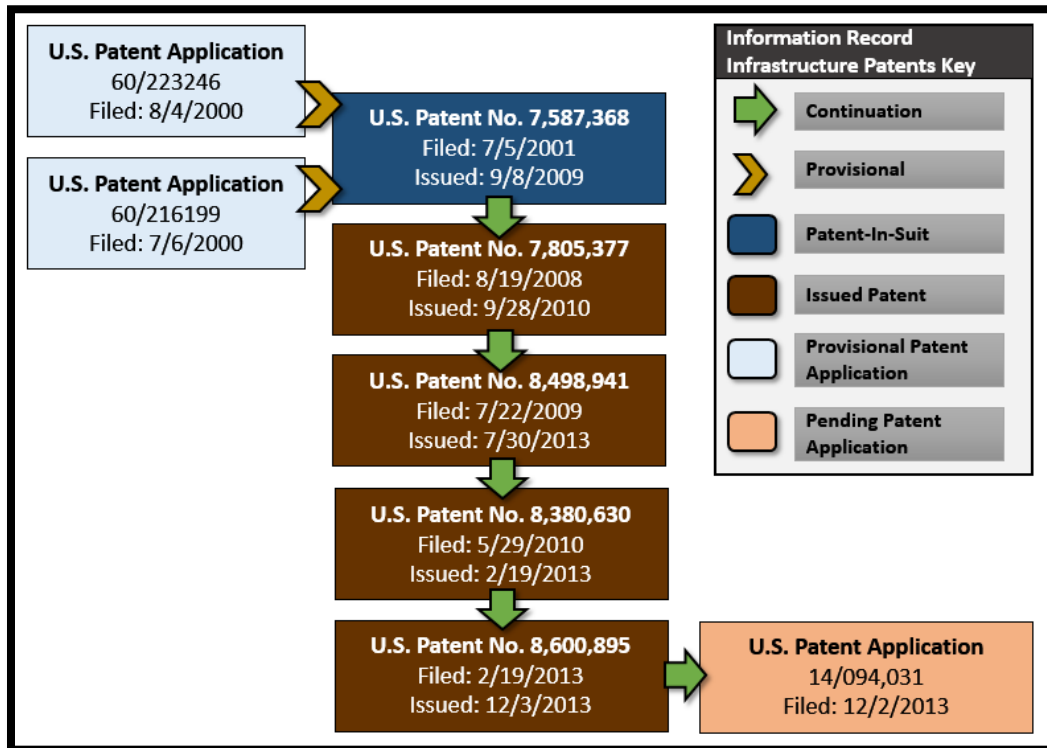 U.S. Patent Application
60/223246
Filed: 8/4/2000
U.S. Patent Application
60/216199
Filed: 7/6/2000
U.S. Patent No. 7,587,368
Filed: 7/5/2001
Issued: 9/8/2009
U.S. Patent No. 7,805,377
Filed: 8/19/2008
Issued: 9/28/2010
U.S. Patent No. 8,498,941
Filed: 7/22/2009
Issued: 7/30/2013
U.S. Patent No. 8,380,630
Filed: 5/29/2010
Issued: 2/19/2013
U.S. Patent No. 8,600,895
Filed: 2/19/2013
Issued: 12/3/2013
U.S. Patent Application
14/094,031
Filed: 12/2/2013
Information Record
Infrastructure Patents Key
Continuation
Provisional
Patent-In-Suit
Issued Patent
Provisional Patent
Application
Pending Patent
Application